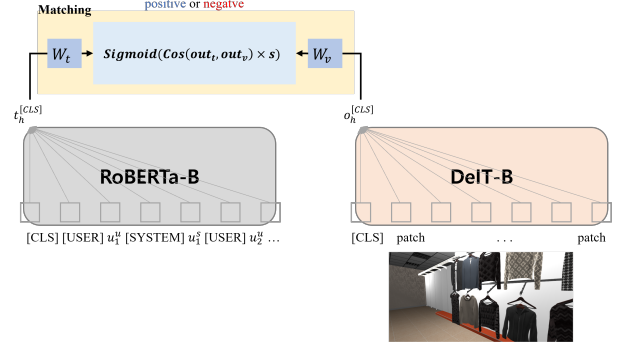 positive or negatve
Matching
W_t
Sigmoid(Cos(out_t, out_v) × s)
W_v
t_h^[CLS]
o_h^[CLS]
RoBERTa-B
DeIT-B
[CLS] [USER] u_1^u [SYSTEM] u_1^s [USER] u_2^u ...
[CLS] patch ... patch